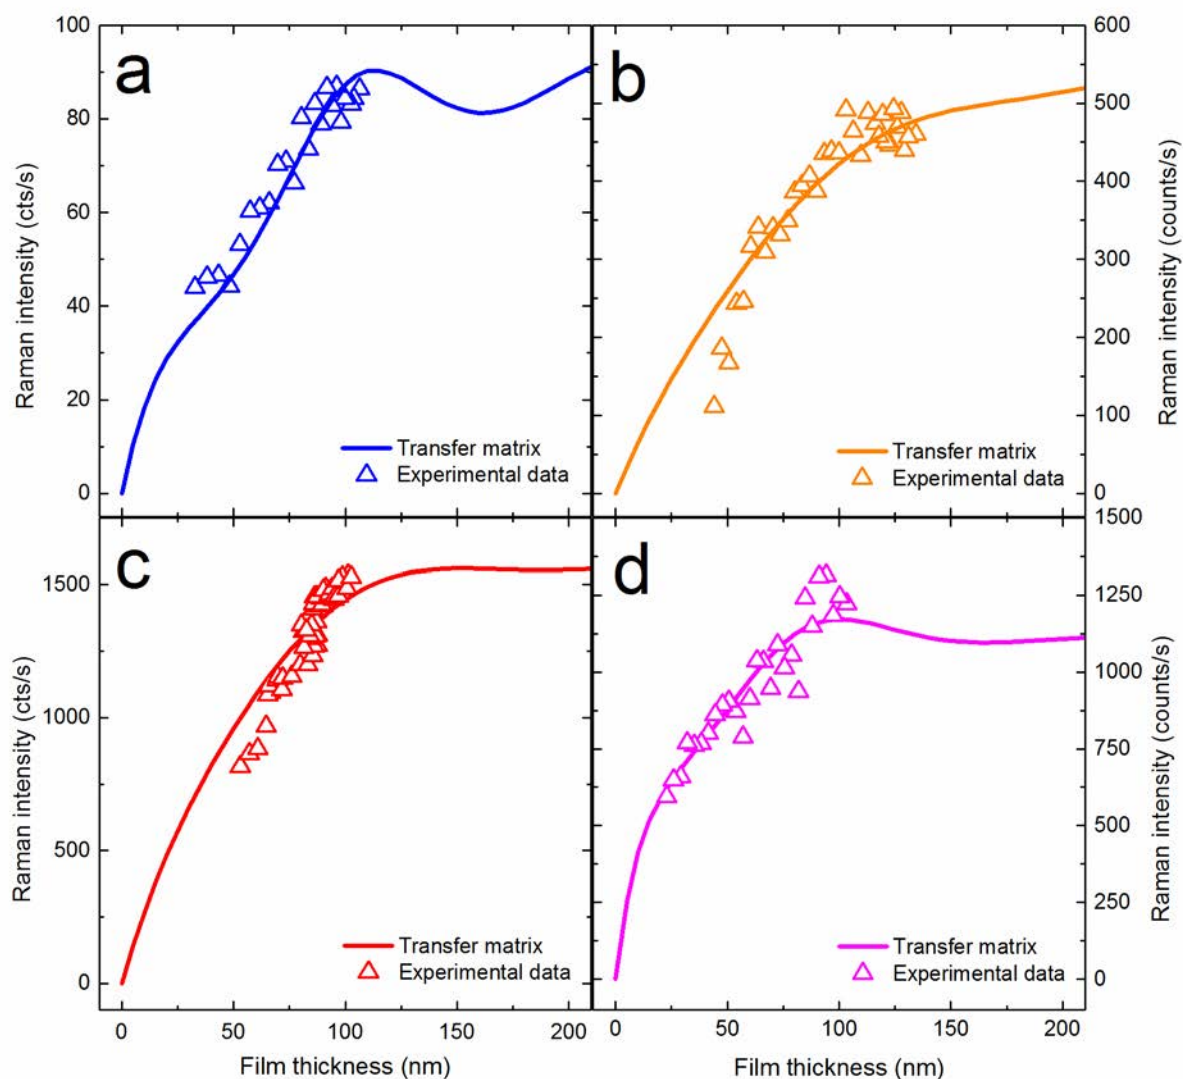 100
80
60
40
20
0
Raman intensity (cts/s)
a
Transfer matrix
Experimental data
600
500
400
300
200
100
0
Raman intensity (counts/s)
b
Transfer matrix
Experimental data
1500
1000
500
0
Raman intensity (cts/s)
c
Transfer matrix
Experimental data
0 50 100 150 200
Film thickness (nm)
1500
1250
1000
750
500
250
0
Raman intensity (counts/s)
d
Transfer matrix
Experimental data
0 50 100 150 200
Film thickness (nm)